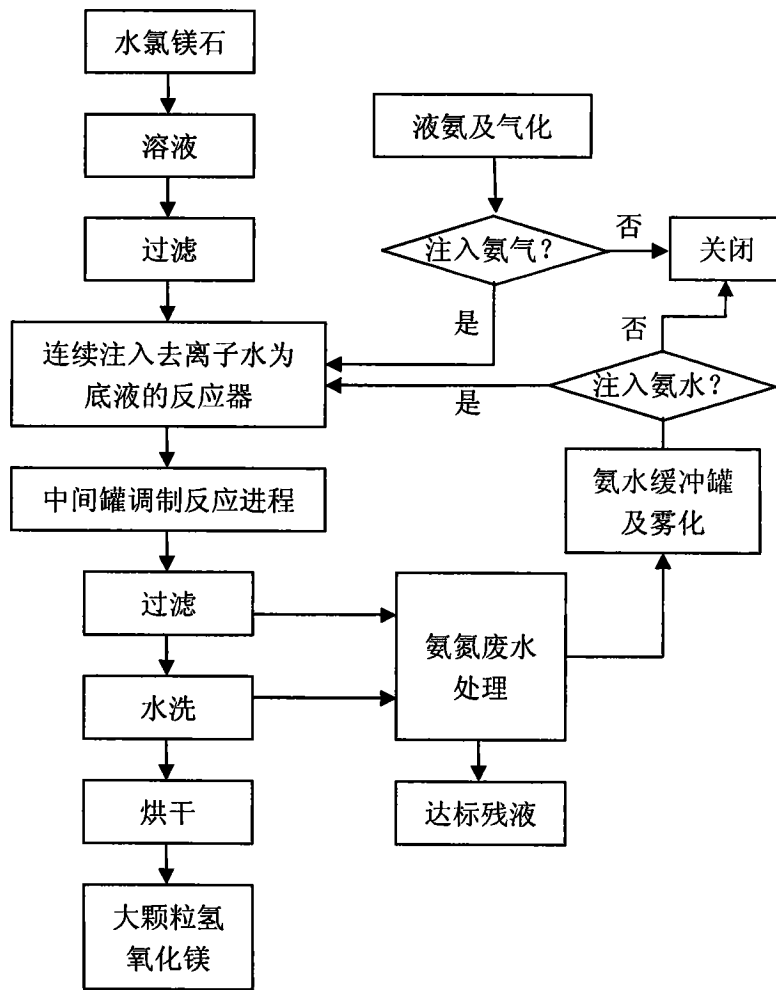 水氯镁石
溶液
过滤
液氨及气化
注入氨气？
否
关闭
是
连续注入去离子水为
底液的反应器
否
注入氨水？
是
中间罐调制反应进程
氨水缓冲罐
及雾化
过滤
氨氮废水
处理
水洗
烘干
达标残液
大颗粒氢
氧化镁